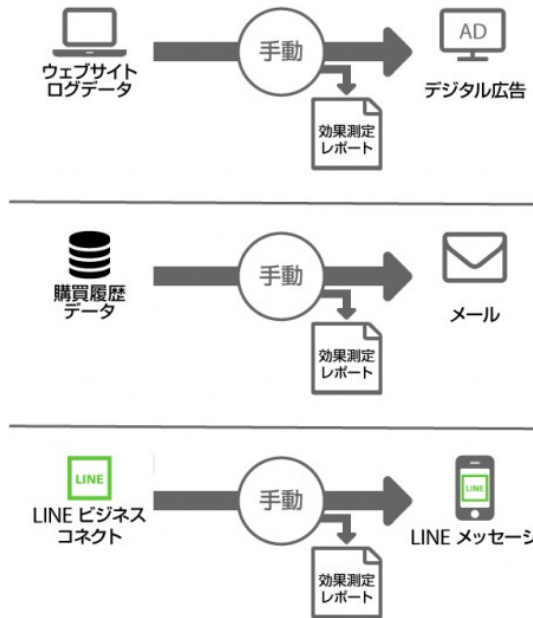 手動
AD
ウェブサイト
ログデータ
デジタル広告
効果測定
レポート
手動
購買履歴
データ
メール
効果測定
レポート
LINE
手動
LINE
LINE ビジネス
コネクト
LINE メッセージ
効果測定
レポート